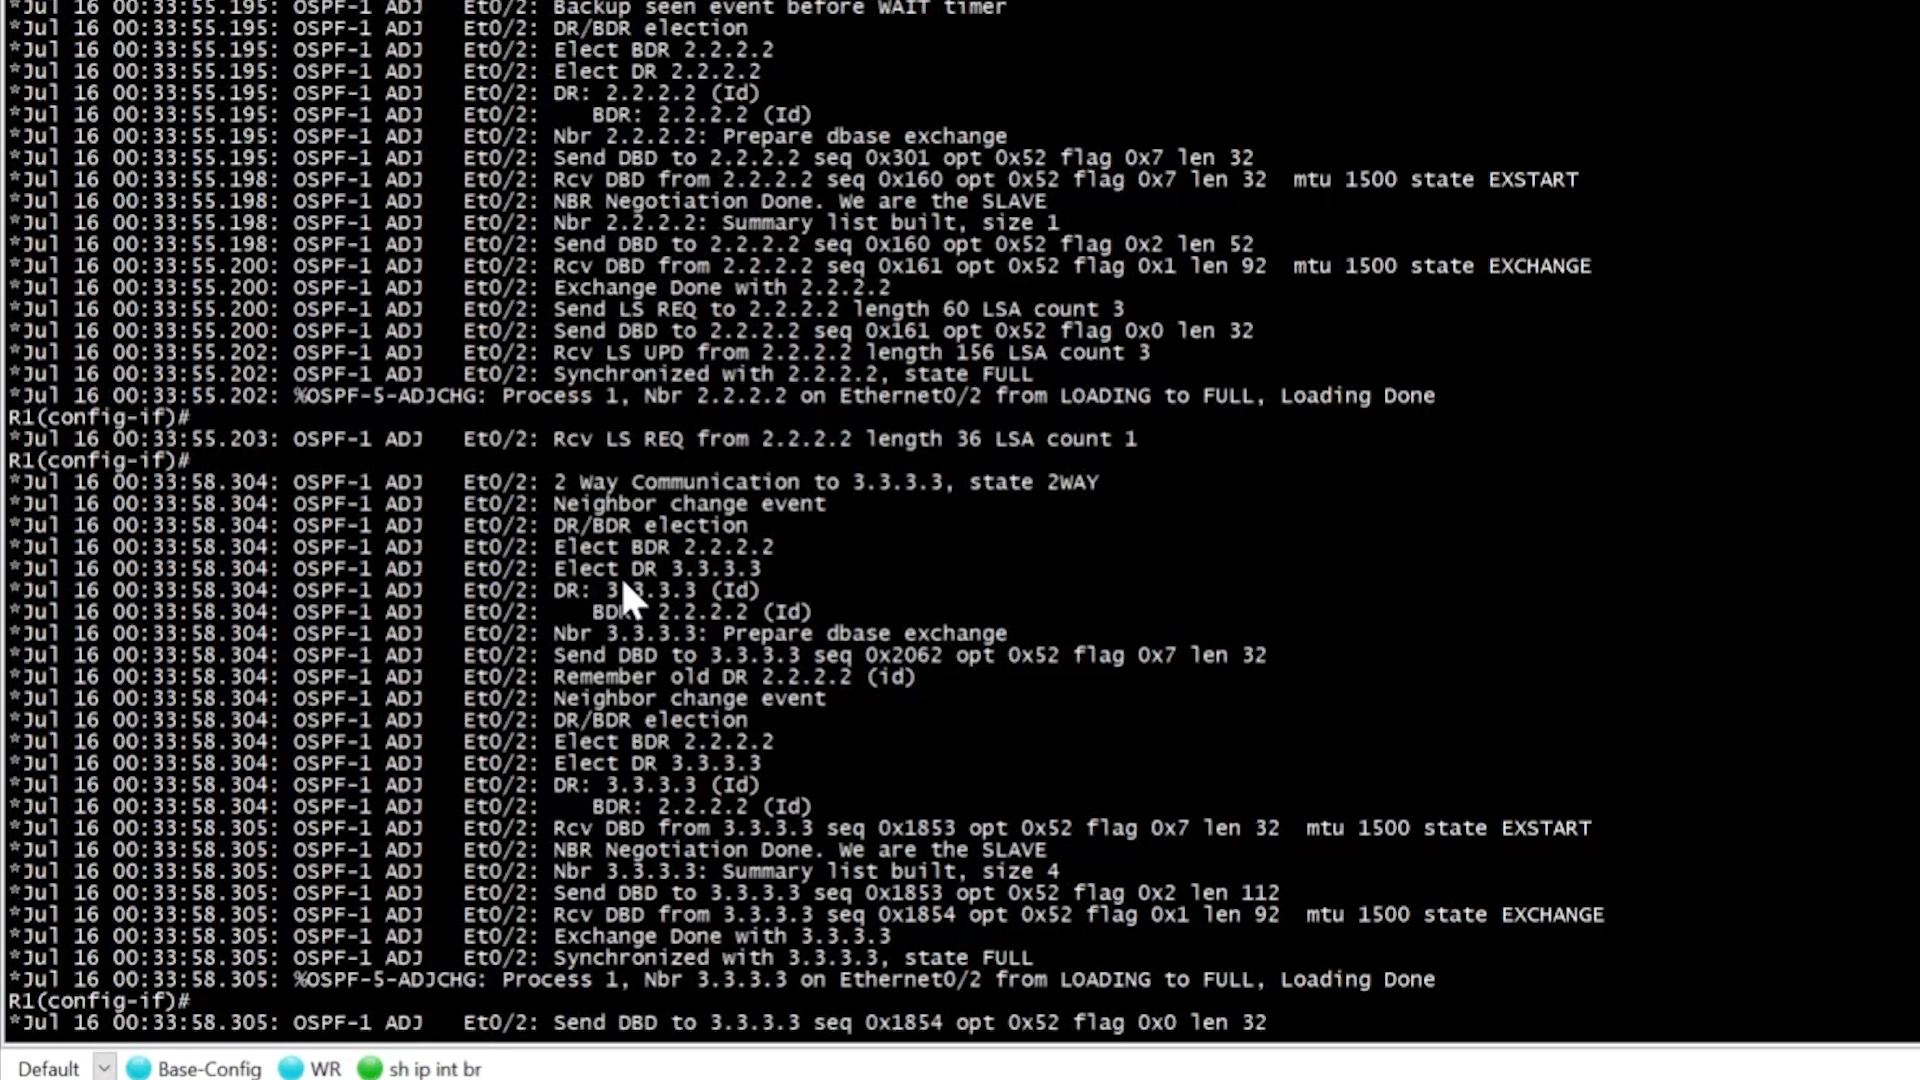 *Jul 16 00:33:55.195: OSPF-1 ADJ   Et0/2: Backup seen event before WAIT timer
*Jul 16 00:33:55.195: OSPF-1 ADJ   Et0/2: DR/BDR election
*Jul 16 00:33:55.195: OSPF-1 ADJ   Et0/2: Elect BDR 2.2.2.2
*Jul 16 00:33:55.195: OSPF-1 ADJ   Et0/2: Elect DR 2.2.2.2
*Jul 16 00:33:55.195: OSPF-1 ADJ   Et0/2: DR: 2.2.2.2 (Id)
*Jul 16 00:33:55.195: OSPF-1 ADJ   Et0/2:    BDR: 2.2.2.2 (Id)
*Jul 16 00:33:55.195: OSPF-1 ADJ   Et0/2: Nbr 2.2.2.2: Prepare dbase exchange
*Jul 16 00:33:55.195: OSPF-1 ADJ   Et0/2: Send DBD to 2.2.2.2 seq 0x301 opt 0x52 flag 0x7 len 32
*Jul 16 00:33:55.198: OSPF-1 ADJ   Et0/2: Rcv DBD from 2.2.2.2 seq 0x160 opt 0x52 flag 0x7 len 32  mtu 1500 state EXSTART
*Jul 16 00:33:55.198: OSPF-1 ADJ   Et0/2: NBR Negotiation Done. We are the SLAVE
*Jul 16 00:33:55.198: OSPF-1 ADJ   Et0/2: Nbr 2.2.2.2: Summary list built, size 1
*Jul 16 00:33:55.198: OSPF-1 ADJ   Et0/2: Send DBD to 2.2.2.2 seq 0x160 opt 0x52 flag 0x2 len 52
*Jul 16 00:33:55.200: OSPF-1 ADJ   Et0/2: Rcv DBD from 2.2.2.2 seq 0x161 opt 0x52 flag 0x1 len 92  mtu 1500 state EXCHANGE
*Jul 16 00:33:55.200: OSPF-1 ADJ   Et0/2: Exchange Done with 2.2.2.2
*Jul 16 00:33:55.200: OSPF-1 ADJ   Et0/2: Send LS REQ to 2.2.2.2 length 60 LSA count 3
*Jul 16 00:33:55.200: OSPF-1 ADJ   Et0/2: Send DBD to 2.2.2.2 seq 0x161 opt 0x52 flag 0x0 len 32
*Jul 16 00:33:55.202: OSPF-1 ADJ   Et0/2: Rcv LS UPD from 2.2.2.2 length 156 LSA count 3
*Jul 16 00:33:55.202: OSPF-1 ADJ   Et0/2: Synchronized with 2.2.2.2, state FULL
*Jul 16 00:33:55.202: %OSPF-5-ADJCHG: Process 1, Nbr 2.2.2.2 on Ethernet0/2 from LOADING to FULL, Loading Done
R1(config-if)#
*Jul 16 00:33:55.203: OSPF-1 ADJ   Et0/2: Rcv LS REQ from 2.2.2.2 length 36 LSA count 1
R1(config-if)#
*Jul 16 00:33:58.304: OSPF-1 ADJ   Et0/2: 2 Way Communication to 3.3.3.3, state 2WAY
*Jul 16 00:33:58.304: OSPF-1 ADJ   Et0/2: Neighbor change event
*Jul 16 00:33:58.304: OSPF-1 ADJ   Et0/2: DR/BDR election
*Jul 16 00:33:58.304: OSPF-1 ADJ   Et0/2: Elect BDR 2.2.2.2
*Jul 16 00:33:58.304: OSPF-1 ADJ   Et0/2: Elect DR 3.3.3.3
*Jul 16 00:33:58.304: OSPF-1 ADJ   Et0/2: DR: 3.3.3.3 (Id)
*Jul 16 00:33:58.304: OSPF-1 ADJ   Et0/2:    BDR: 2.2.2.2 (Id)
*Jul 16 00:33:58.304: OSPF-1 ADJ   Et0/2: Nbr 3.3.3.3: Prepare dbase exchange
*Jul 16 00:33:58.304: OSPF-1 ADJ   Et0/2: Send DBD to 3.3.3.3 seq 0x2062 opt 0x52 flag 0x7 len 32
*Jul 16 00:33:58.304: OSPF-1 ADJ   Et0/2: Remember old DR 2.2.2.2 (id)
*Jul 16 00:33:58.304: OSPF-1 ADJ   Et0/2: Neighbor change event
*Jul 16 00:33:58.304: OSPF-1 ADJ   Et0/2: DR/BDR election
*Jul 16 00:33:58.304: OSPF-1 ADJ   Et0/2: Elect BDR 2.2.2.2
*Jul 16 00:33:58.304: OSPF-1 ADJ   Et0/2: Elect DR 3.3.3.3
*Jul 16 00:33:58.304: OSPF-1 ADJ   Et0/2: DR: 3.3.3.3 (Id)
*Jul 16 00:33:58.304: OSPF-1 ADJ   Et0/2:    BDR: 2.2.2.2 (Id)
*Jul 16 00:33:58.305: OSPF-1 ADJ   Et0/2: Rcv DBD from 3.3.3.3 seq 0x1853 opt 0x52 flag 0x7 len 32  mtu 1500 state EXSTART
*Jul 16 00:33:58.305: OSPF-1 ADJ   Et0/2: NBR Negotiation Done. We are the SLAVE
*Jul 16 00:33:58.305: OSPF-1 ADJ   Et0/2: Nbr 3.3.3.3: Summary list built, size 4
*Jul 16 00:33:58.305: OSPF-1 ADJ   Et0/2: Send DBD to 3.3.3.3 seq 0x1853 opt 0x52 flag 0x2 len 112
*Jul 16 00:33:58.305: OSPF-1 ADJ   Et0/2: Rcv DBD from 3.3.3.3 seq 0x1854 opt 0x52 flag 0x1 len 92  mtu 1500 state EXCHANGE
*Jul 16 00:33:58.305: OSPF-1 ADJ   Et0/2: Exchange Done with 3.3.3.3
*Jul 16 00:33:58.305: OSPF-1 ADJ   Et0/2: Synchronized with 3.3.3.3, state FULL
*Jul 16 00:33:58.305: %OSPF-5-ADJCHG: Process 1, Nbr 3.3.3.3 on Ethernet0/2 from LOADING to FULL, Loading Done
R1(config-if)#
*Jul 16 00:33:58.305: OSPF-1 ADJ   Et0/2: Send DBD to 3.3.3.3 seq 0x1854 opt 0x52 flag 0x0 len 32
Default Base-Config WR sh ip int br